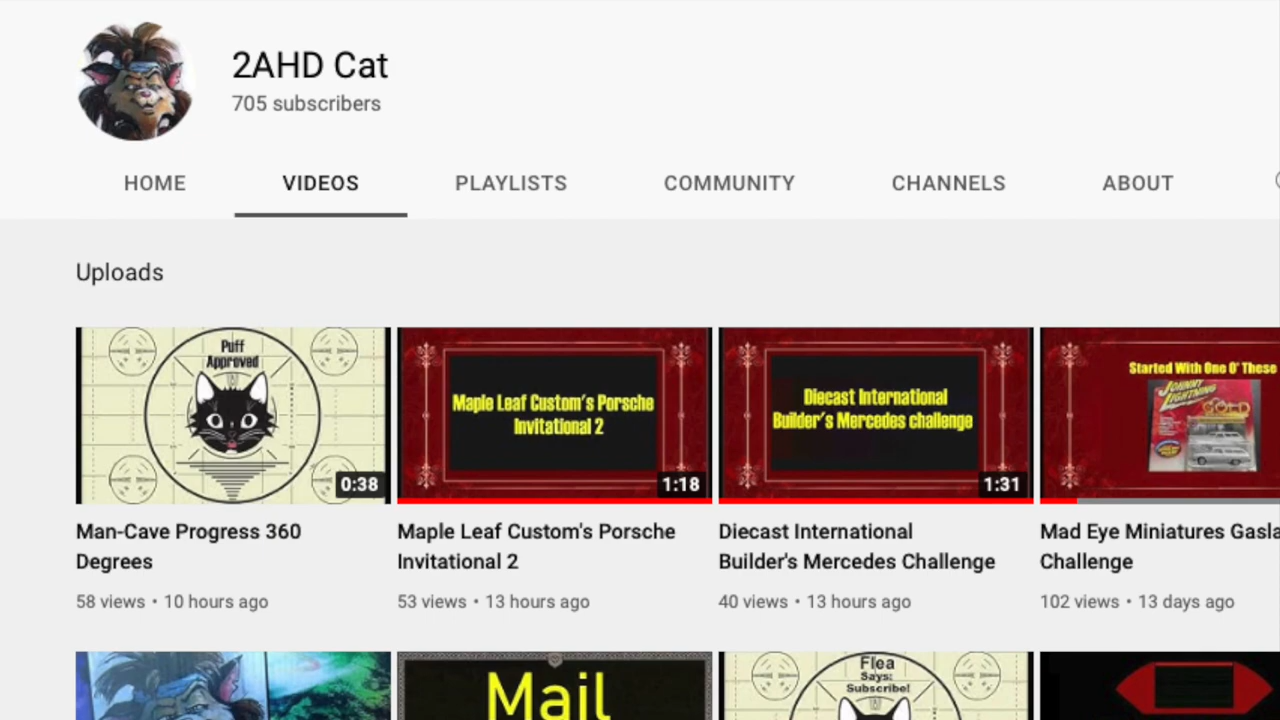 2AHD Cat
705 subscribers
HOME VIDEOS PLAYLISTS COMMUNITY CHANNELS ABOUT
Uploads
Puff
Approved
0:38
Maple Leaf Custom's Porsche
Invitational 2
1:18
Diecast International
Builder's Mercedes challenge
1:31
Started With One O' These
JOHNNY
LIGHTNING
GOLD
Man-Cave Progress 360
Degrees
58 views • 10 hours ago
Maple Leaf Custom's Porsche
Invitational 2
53 views • 13 hours ago
Diecast International
Builder's Mercedes Challenge
40 views • 13 hours ago
Mad Eye Miniatures Gasla
Challenge
102 views • 13 days ago
Mail
Flea
Says:
Subscribe!